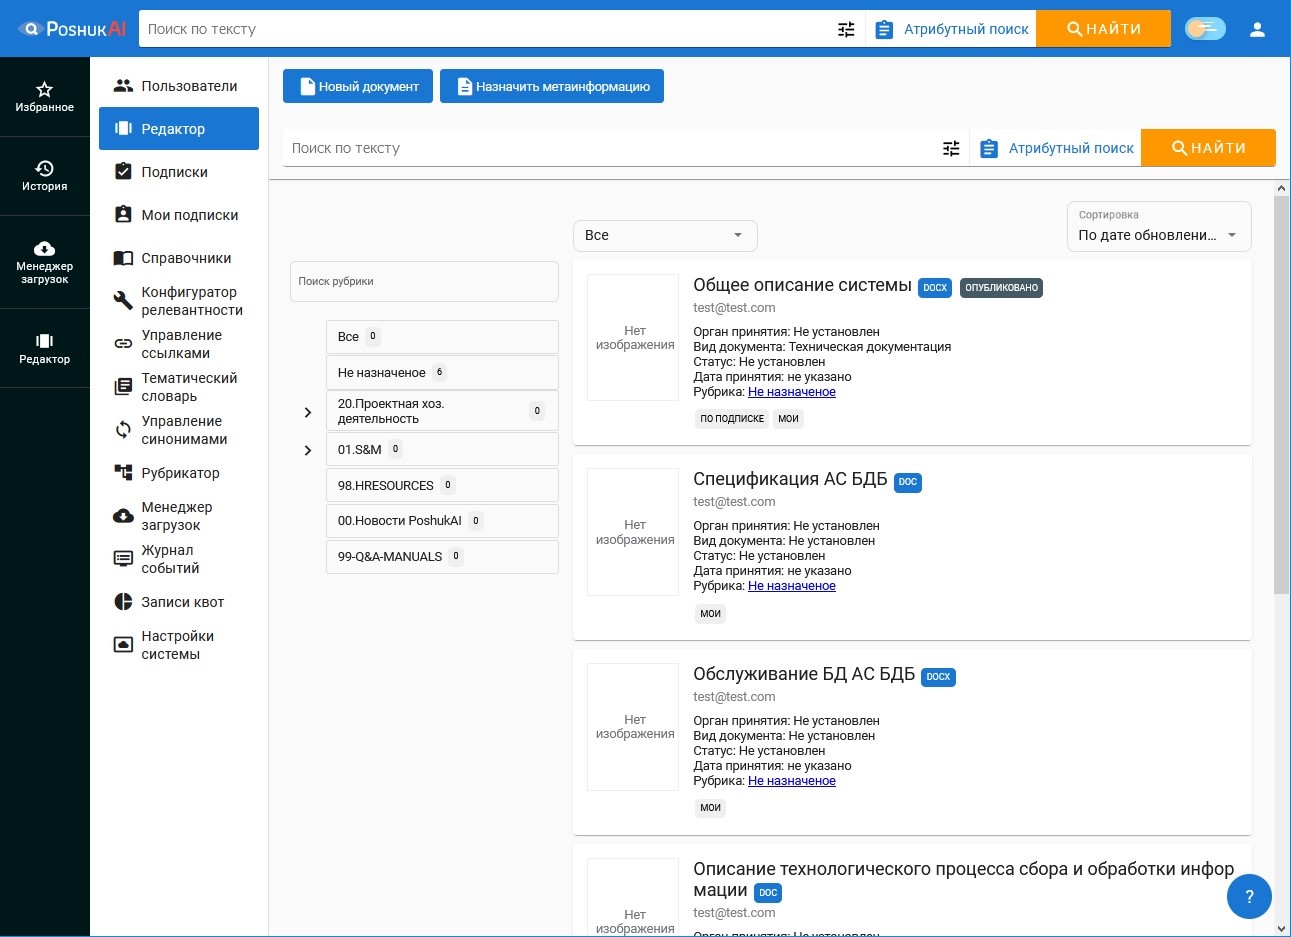 PoshukAI
Поиск по тексту
Атрибутный поиск
НАЙТИ
Избранное
История
Менеджер
загрузок
Редактор
Пользователи
Редактор
Подписки
Мои подписки
Справочники
Конфигуратор
релевантности
Управление
ссылками
Тематический
словарь
Управление
синонимами
Рубрикатор
Менеджер
загрузок
Журнал
событий
Записи квот
Настройки
системы
Новый документ
Назначить метаинформацию
Поиск по тексту
Атрибутный поиск
НАЙТИ
Все
Сортировка
По дате обновлени...
Поиск рубрики
Все 0
Не назначеное 6
20.Проектная хоз.
деятельность 0
01.S&M 0
98.HRESOURCES 0
00.Новости PoshukAI 0
99-Q&A-MANUALS 0
Нет
изображения
Общее описание системы DOCX ОПУБЛИКОВАНО
test@test.com
Орган принятия: Не установлен
Вид документа: Техническая документация
Статус: Не установлен
Дата принятия: не указано
Рубрика: Не назначеное
ПО ПОДПИСКЕ МОИ
Нет
изображения
Спецификация АС БДБ DOC
test@test.com
Орган принятия: Не установлен
Вид документа: Не установлен
Статус: Не установлен
Дата принятия: не указано
Рубрика: Не назначеное
МОИ
Нет
изображения
Обслуживание БД АС БДБ DOCX
test@test.com
Орган принятия: Не установлен
Вид документа: Не установлен
Статус: Не установлен
Дата принятия: не указано
Рубрика: Не назначеное
МОИ
Нет
изображения
Описание технологического процесса сбора и обработки инфор
мации DOC
test@test.com
Орган принятия: Не установлен
?